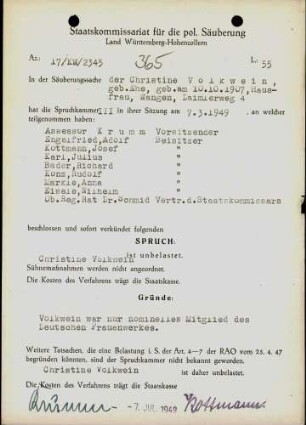 Staatskommissariat für die pol. Säuberung
Land Württemberg-Hohenzollern
Az: 17/KW/2345 365 L: 55
In der Säuberungssache der Christine Volkwein,
geb.Ehe, geb.am 10.10.1907, Haus-
frau, Wangen, Laimierweg 4
hat die Spruchkammer III in ihrer Sitzung am 7.3.1949 an welcher
teilgenommen haben:
Assessor Krumm Vorsitzender
Engelfried, Adolf Beisitzer
Kottmann, Josef "
Karl, Julius "
Bader, Richard "
Kons, Rudolf "
Markle, Anna "
Eisele, Wilhelm "
Ob.Reg.Rat Dr.Schmid Vertr.d.Staatskommissars
beschlossen und sofort verkündet folgenden
SPRUCH:
Christine Volkwein ist unbelastet.
Sühnemaßnahmen werden nicht angeordnet.
Die Kosten des Verfahrens trägt die Staatskasse.
Gründe:
Volkwein war nur nominelles Mitglied des
Deutschen Frauenwerkes.
Weitere Tatsachen, die eine Belastung i. S. der Art. 4—7 der RAO vom 25. 4. 47
begründen könnten, sind der Spruchkammer nicht bekannt geworden.
Christine Volkwein ist daher unbelastet.
Die Kosten des Verfahrens trägt die Staatskasse
-7. JUL 1949 Kottmann